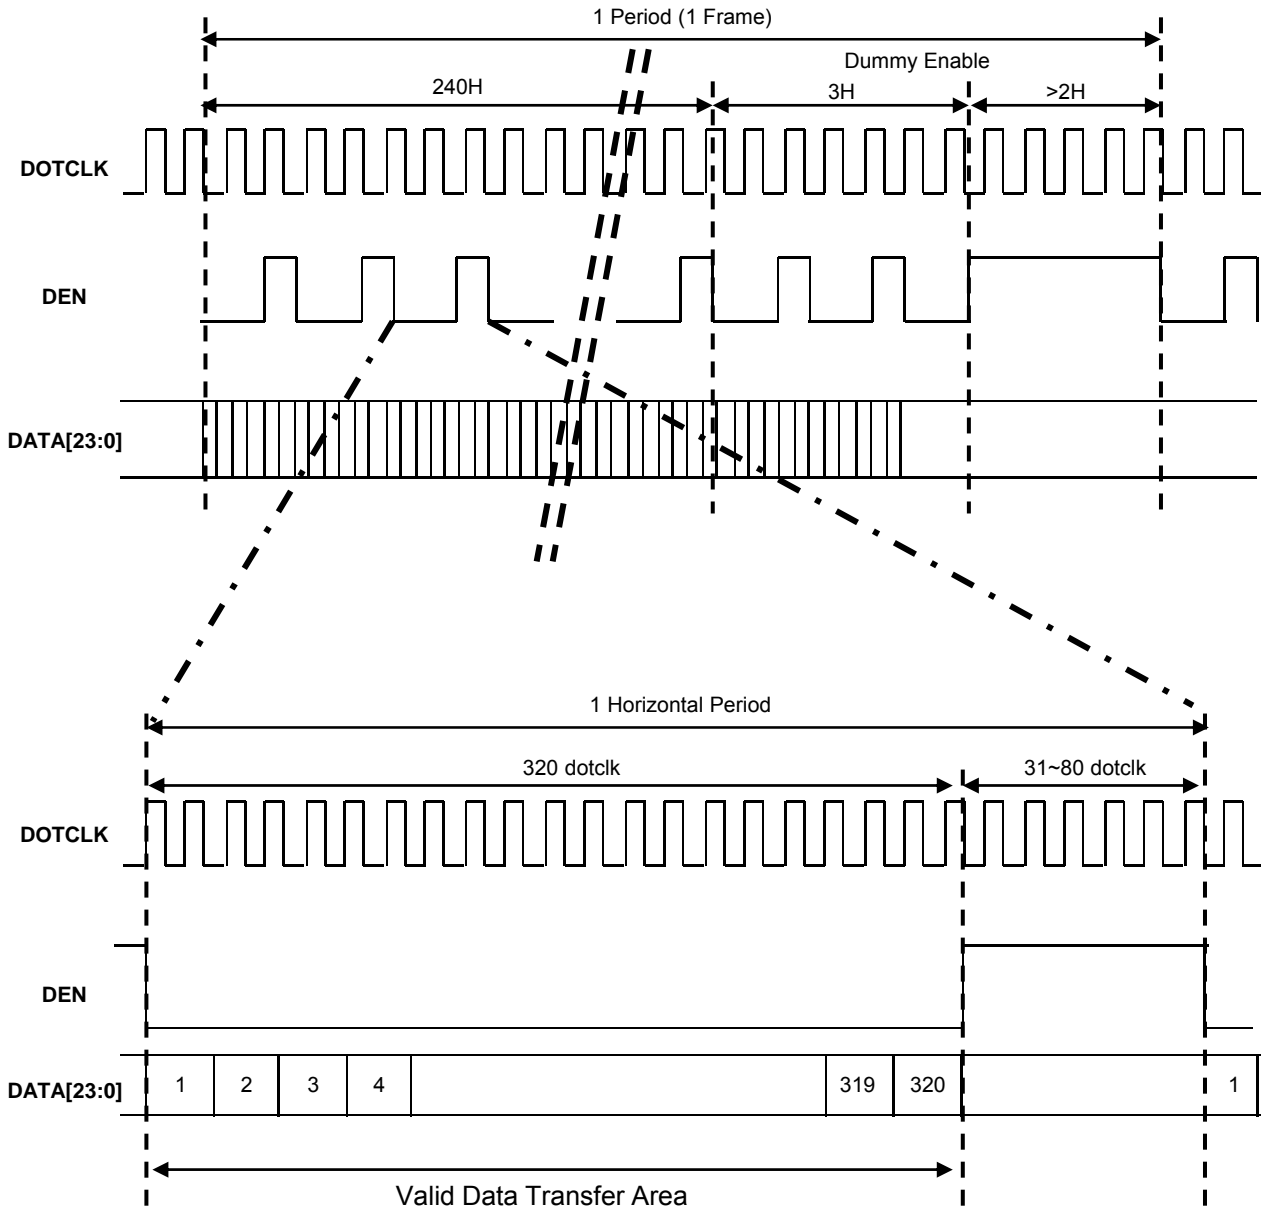 1 Period (1 Frame)
Dummy Enable
240H 3H >2H
DOTCLK
DEN
DATA[23:0]
1 Horizontal Period
320 dotclk 31~80 dotclk
DOTCLK
DEN
DATA[23:0] 1 2 3 4 319 320 1
Valid Data Transfer Area